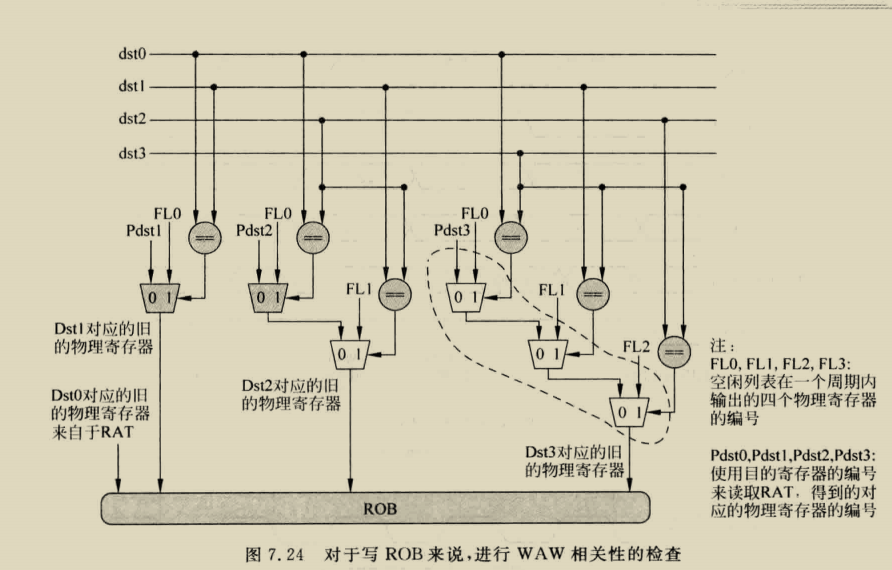 dst0
dst1
dst2
dst3
FL0
Pdst1
==
0 1
FL0
Pdst2
==
0 1
FL1
==
0 1
FL0
Pdst3
==
0 1
FL1
==
0 1
FL2
==
0 1
Dst1对应的旧
的物理寄存器
Dst0对应的旧
的物理寄存器
来自于RAT
Dst2对应的旧
的物理寄存器
Dst3对应的旧
的物理寄存器
注:
FL0, FL1, FL2, FL3:
空闲列表在一个周期内
输出的四个物理寄存器
的编号
Pdst0,Pdst1,Pdst2,Pdst3:
使用目的寄存器的编号
来读取RAT, 得到的对
应的物理寄存器的编号
ROB
图 7.24 对于写 ROB 来说,进行 WAW 相关性的检查